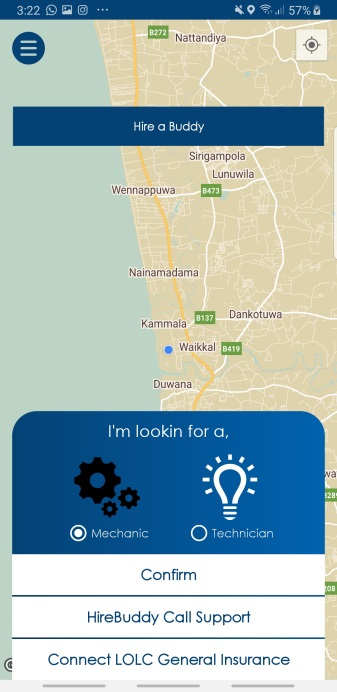 3:22
57%
B272
Nattandiya
Hire a Buddy
Sirigampola
Lunuwila
Wennappuwa
B473
Nainamadama
B137
Dankotuwa
Kammala
Waikkal
B419
Duwana
I'm lookin for a,
Mechanic
Technician
Confirm
HireBuddy Call Support
Connect LOLC General Insurance